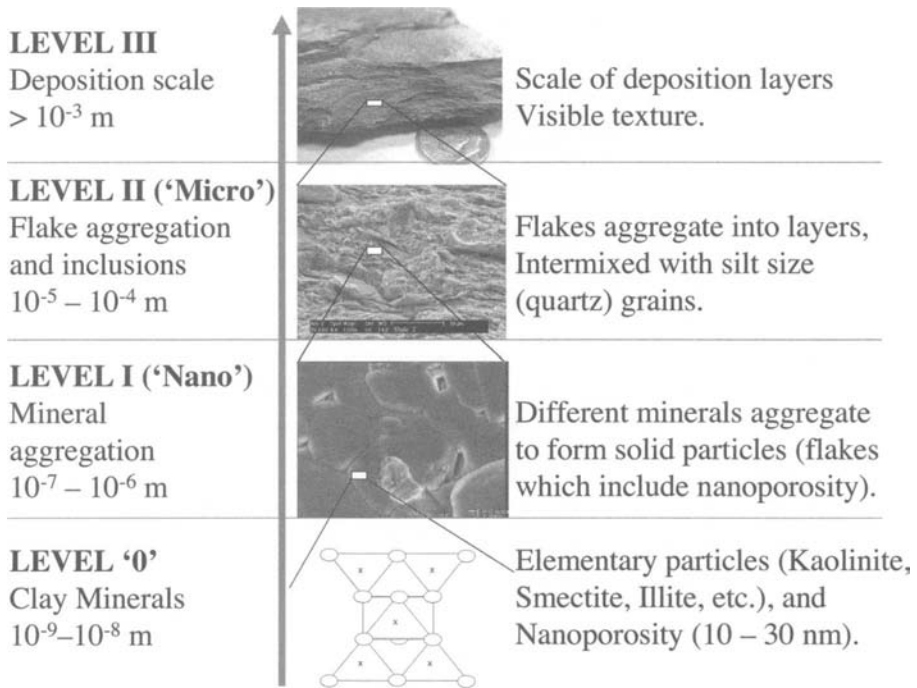 LEVEL III
Deposition scale
> 10-3 m
Scale of deposition layers
Visible texture.
LEVEL II (‘Micro’)
Flake aggregation
and inclusions
10-5 – 10-4 m
Flakes aggregate into layers,
Intermixed with silt size
(quartz) grains.
LEVEL I (‘Nano’)
Mineral
aggregation
10-7 – 10-6 m
Different minerals aggregate
to form solid particles (flakes
which include nanoporosity).
LEVEL ‘0’
Clay Minerals
10-9–10-8 m
x x
x
x x
Elementary particles (Kaolinite,
Smectite, Illite, etc.), and
Nanoporosity (10 – 30 nm).